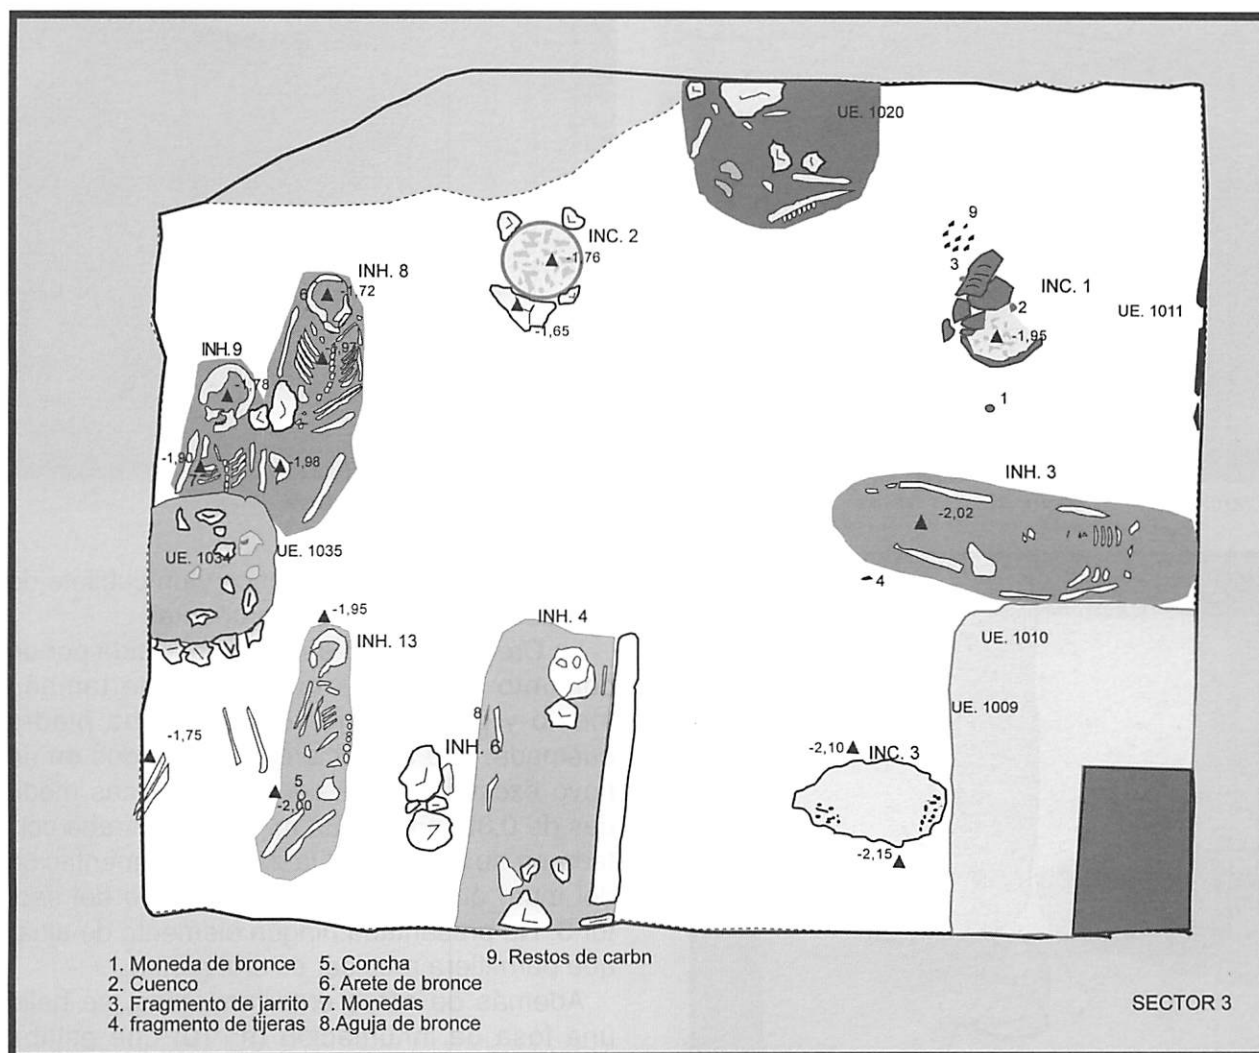 UE. 1020
9
INC. 2
-1,76
3
INH. 8
INC. 1
6
-1,72
2
UE. 1011
-1,65
-1,95
INH.9
-1,97
-1,78
1
-1,90
-1,98
7
INH. 3
-2,02
UE. 1034
UE. 1035
4
-1,95
INH. 4
INH. 13
UE. 1010
8
UE. 1009
-1,75
INH. 6
-2,10
INC. 3
5
-2,00
-2,15
1. Moneda de bronce
2. Cuenco
3. Fragmento de jarrito
4. fragmento de tijeras
5. Concha
6. Arete de bronce
7. Monedas
8.Aguja de bronce
9. Restos de carbn
SECTOR 3